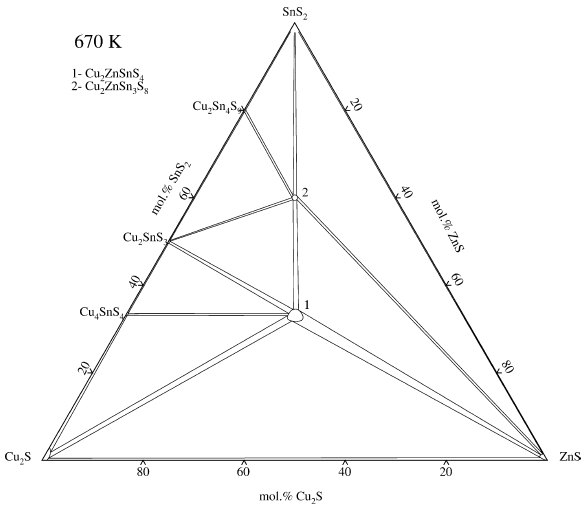 SnS₂
670 K
1- Cu₂ZnSnS₄
2- Cu₂ZnSn₃S₈
Cu₂Sn₄S₉
20
mol.% SnS₂
60
2
40
mol.% ZnS
Cu₂SnS₃
40
60
Cu₄SnS₄
1
20
80
Cu₂S
ZnS
80
60
40
20
mol.% Cu₂S